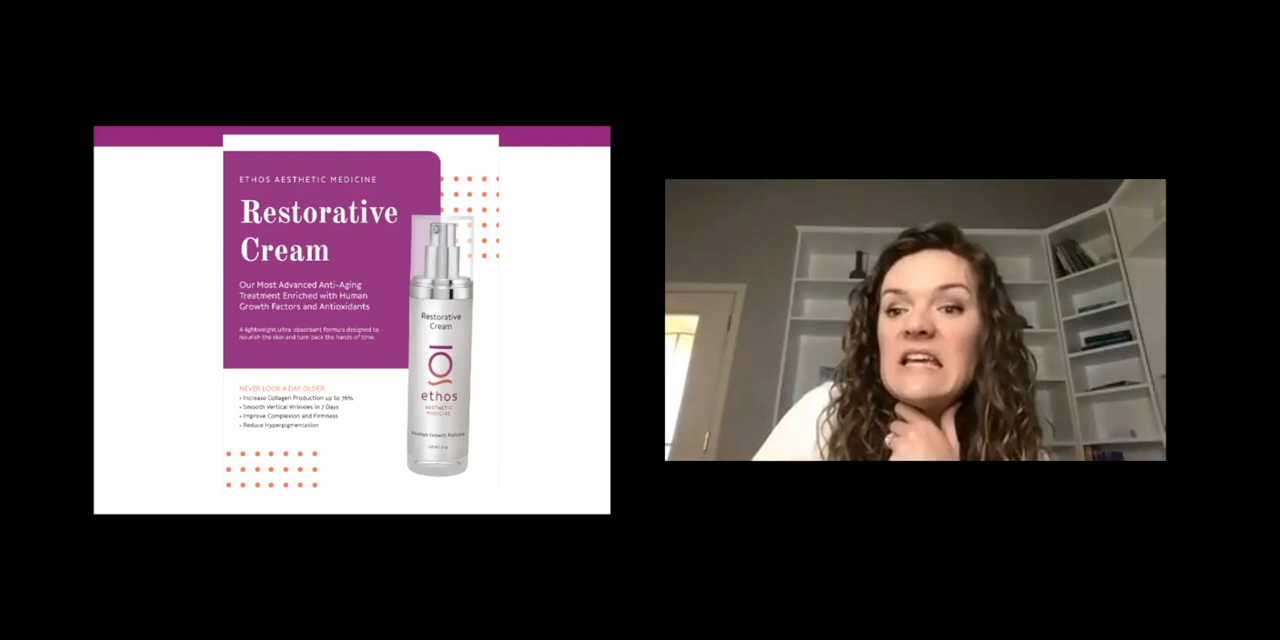 ETHOS AESTHETIC MEDICINE
Restorative
Cream
Our Most Advanced Anti-Aging
Treatment Enriched with Human
Growth Factors and Antioxidants
A lightweight ultra-absorbant formula designed to
nourish the skin and turn back the hands of time.
NEVER LOOK A DAY OLDER:
• Increase Collagen Production up to 76%
• Smooth Vertical Wrinkles in 7 Days
• Improve Complexion and Firmness
• Reduce Hyperpigmentation
Restorative
Cream
ethos
AESTHETIC
MEDICINE
Growth Factors